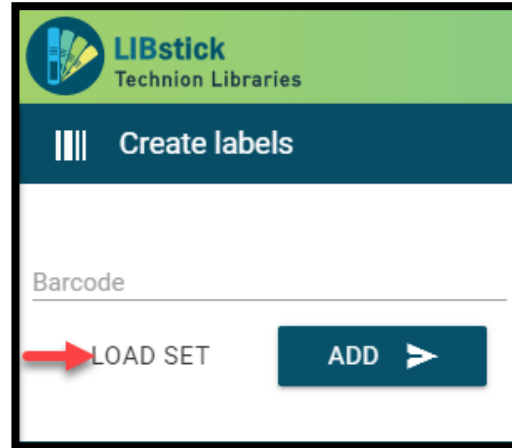 LIBstick
Technion Libraries
Create labels
Barcode
LOAD SET
ADD